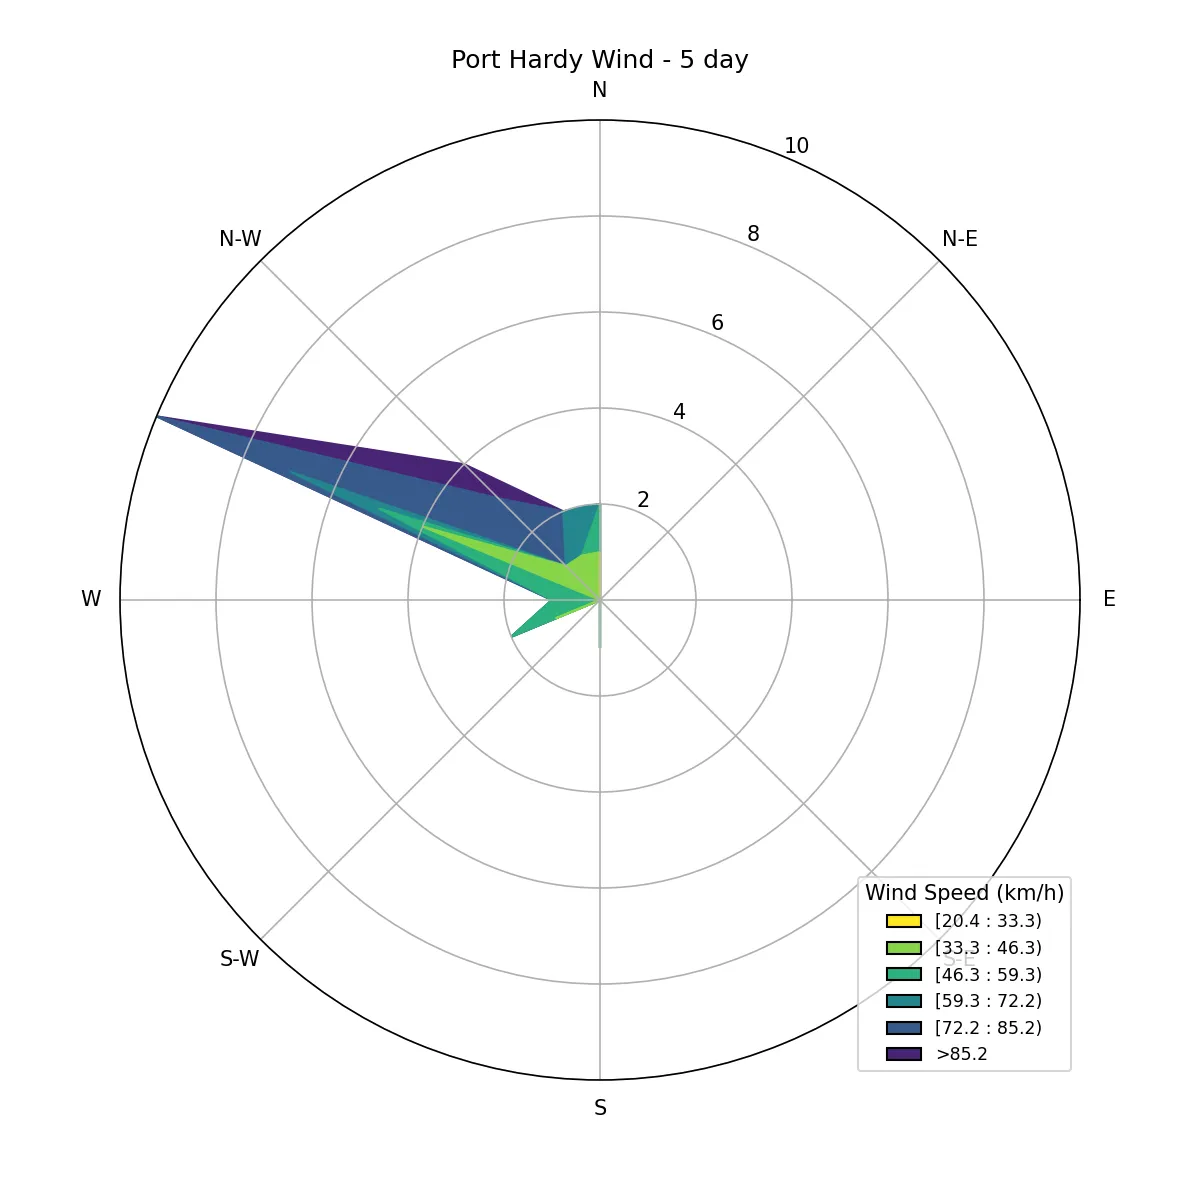 Port Hardy Wind - 5 day
N
10
N-W
N-E
8
6
4
2
W
E
S-W
S-E
S
Wind Speed (km/h)
[20.4 : 33.3)
[33.3 : 46.3)
[46.3 : 59.3)
[59.3 : 72.2)
[72.2 : 85.2)
>85.2